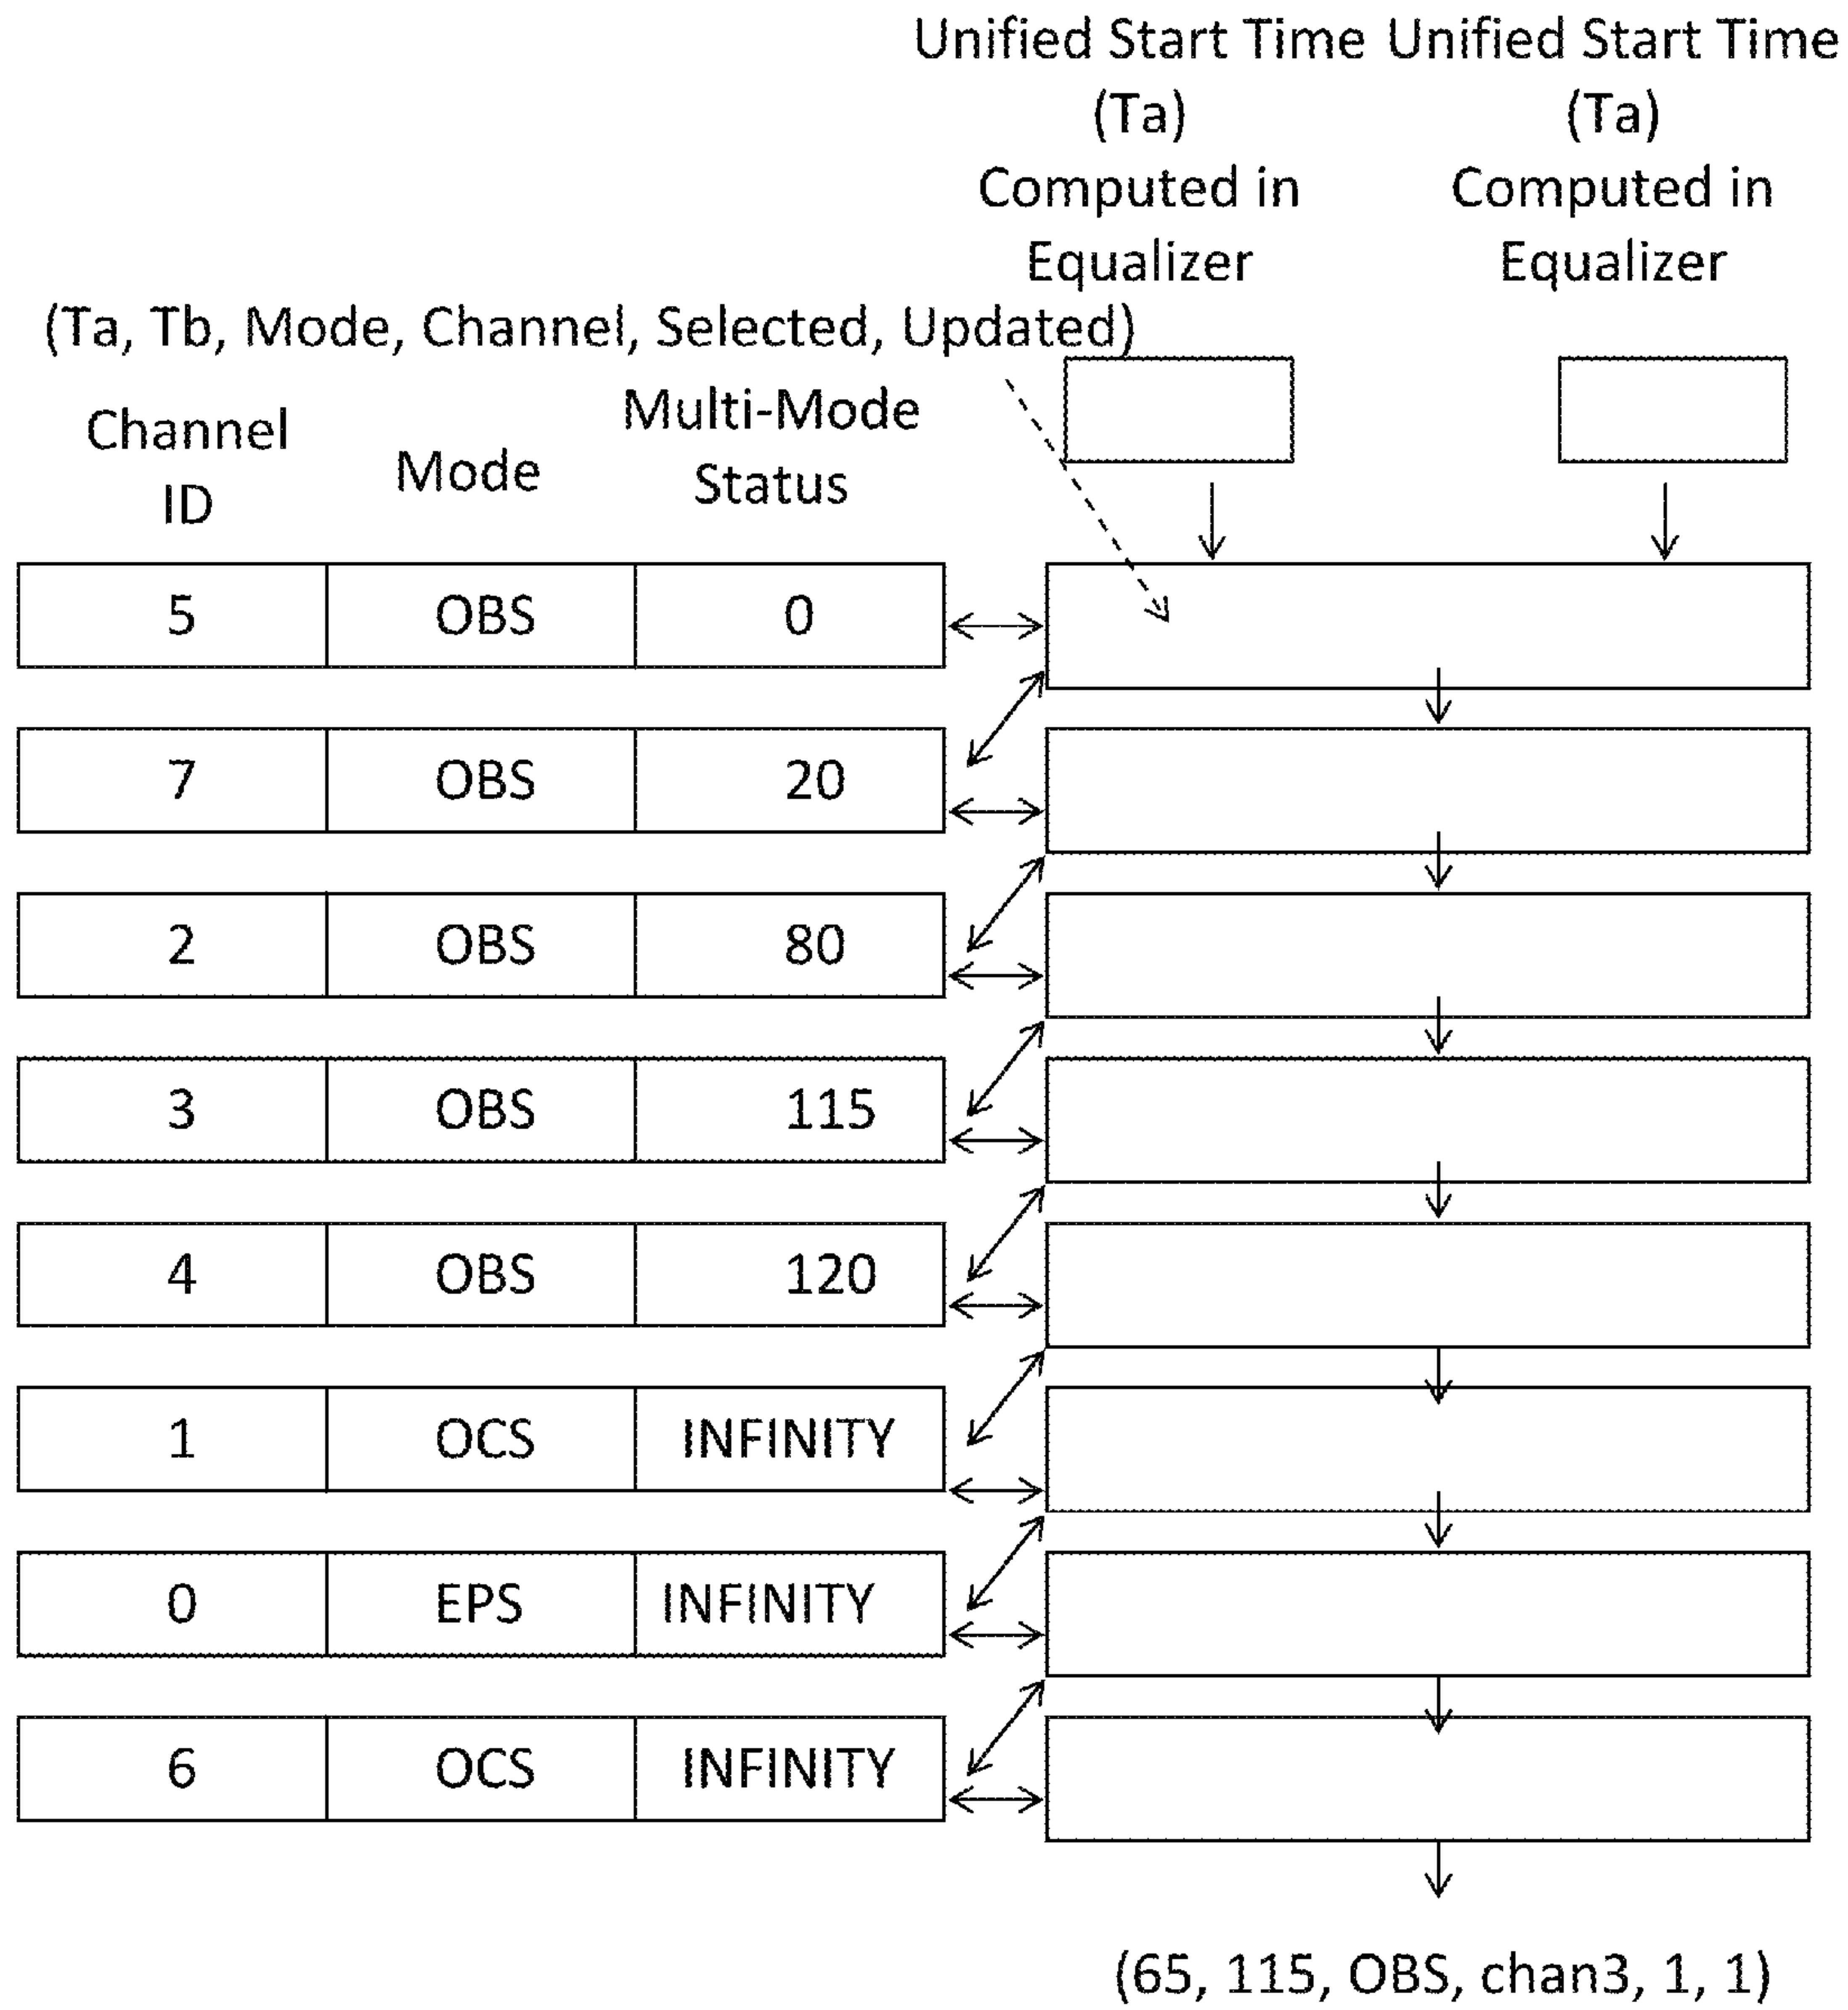 Unified Start Time Unified Start Time
(Ta) (Ta)
Computed in Computed in
Equalizer Equalizer
(Ta, Tb, Mode, Channel, Selected, Updated)
Channel
ID
Mode
Multi-Mode
Status
5 OBS 0
7 OBS 20
2 OBS 80
3 OBS 115
4 OBS 120
1 OCS INFINITY
0 EPS INFINITY
6 OCS INFINITY
(65, 115, OBS, chan3, 1, 1)